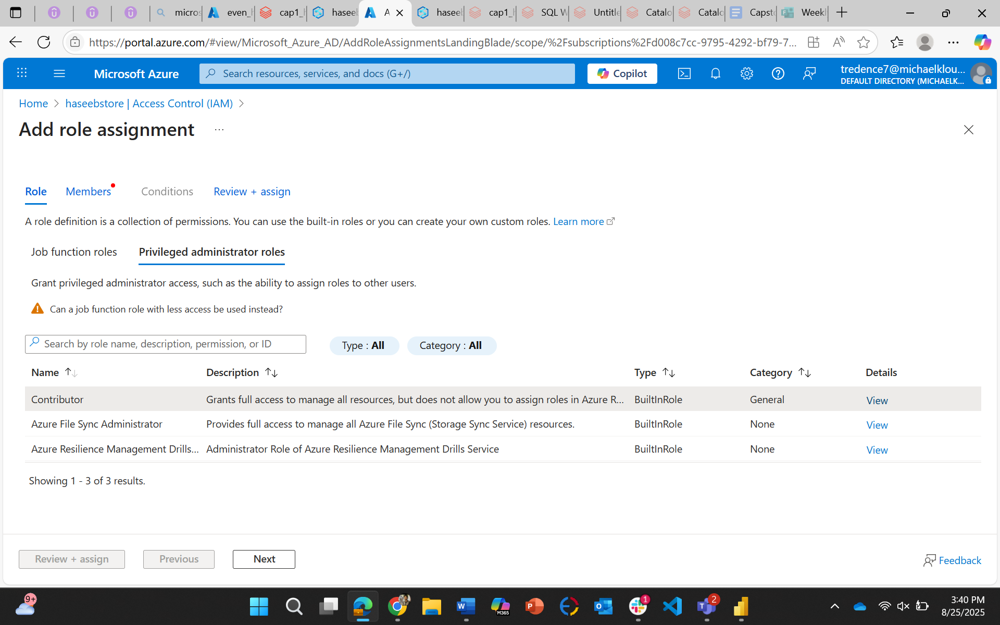 micros
even_h
cap1_h
haseeb
A
haseeb
cap1_h
SQL W
Untitle
Catalo
Catalo
Capsto
Weekl
https://portal.azure.com/#view/Microsoft_Azure_AD/AddRoleAssignmentsLandingBlade/scope/%2Fsubscriptions%2Fd008c7cc-9795-4292-bf79-7...
Microsoft Azure
Search resources, services, and docs (G+/)
Copilot
tredence7@michaelklou...
DEFAULT DIRECTORY (MICHAELK...
Home > haseebstore | Access Control (IAM) >
Add role assignment ...
Role Members Conditions Review + assign
A role definition is a collection of permissions. You can use the built-in roles or you can create your own custom roles. Learn more
Job function roles Privileged administrator roles
Grant privileged administrator access, such as the ability to assign roles to other users.
Can a job function role with less access be used instead?
Search by role name, description, permission, or ID
Type : All
Category : All
Name Description Type Category Details
Contributor Grants full access to manage all resources, but does not allow you to assign roles in Azure R... BuiltInRole General View
Azure File Sync Administrator Provides full access to manage all Azure File Sync (Storage Sync Service) resources. BuiltInRole None View
Azure Resilience Management Drills... Administrator Role of Azure Resilience Management Drills Service BuiltInRole None View
Showing 1 - 3 of 3 results.
Review + assign Previous Next Feedback
9+
M365
1
2
3:40 PM
8/25/2025